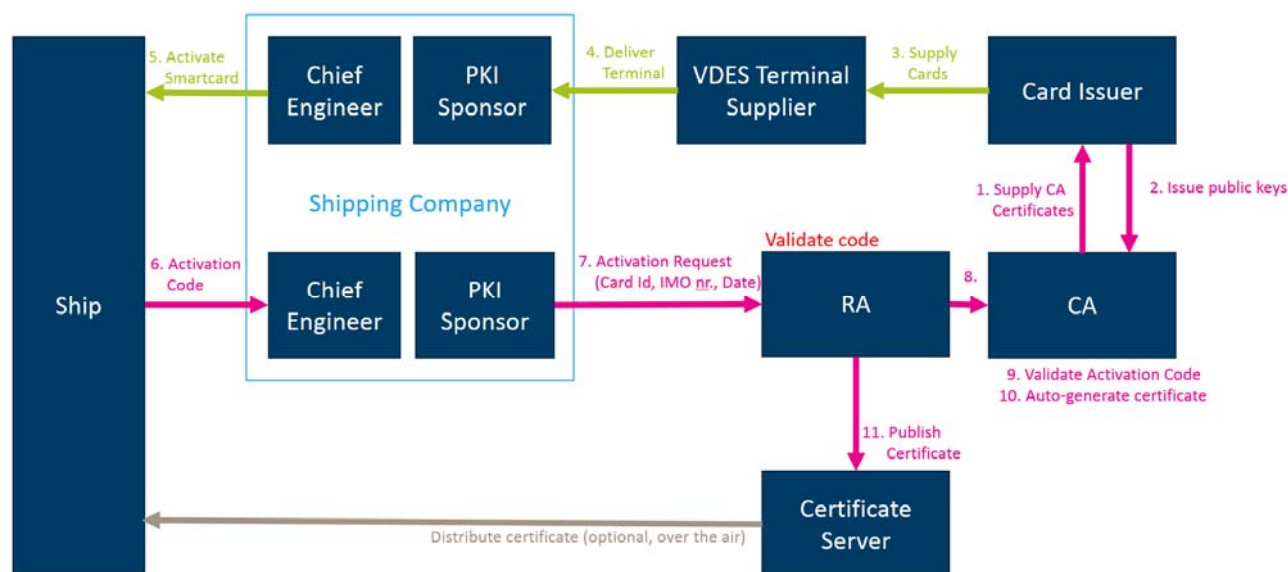 5. Activate
Smartcard
Chief
Engineer
PKI
Sponsor
4. Deliver
Terminal
VDES Terminal
Supplier
3. Supply
Cards
Card Issuer
Shipping Company
1. Supply CA
Certificates
2. Issue public keys
Ship
6. Activation
Code
Chief
Engineer
PKI
Sponsor
7. Activation Request
(Card Id, IMO nr., Date)
Validate code
RA
8.
CA
9. Validate Activation Code
10. Auto-generate certificate
11. Publish
Certificate
Certificate
Server
Distribute certificate (optional, over the air)